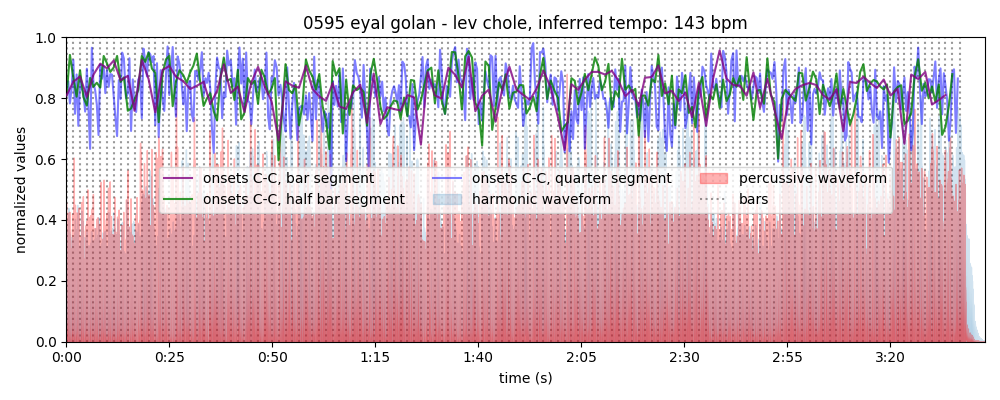 0595 eyal golan - lev chole, inferred tempo: 143 bpm
1.0
0.8
0.6
0.4
0.2
0.0
normalized values
onsets C-C, bar segment
onsets C-C, half bar segment
onsets C-C, quarter segment
harmonic waveform
percussive waveform
bars
0:00 0:25 0:50 1:15 1:40 2:05 2:30 2:55 3:20
time (s)